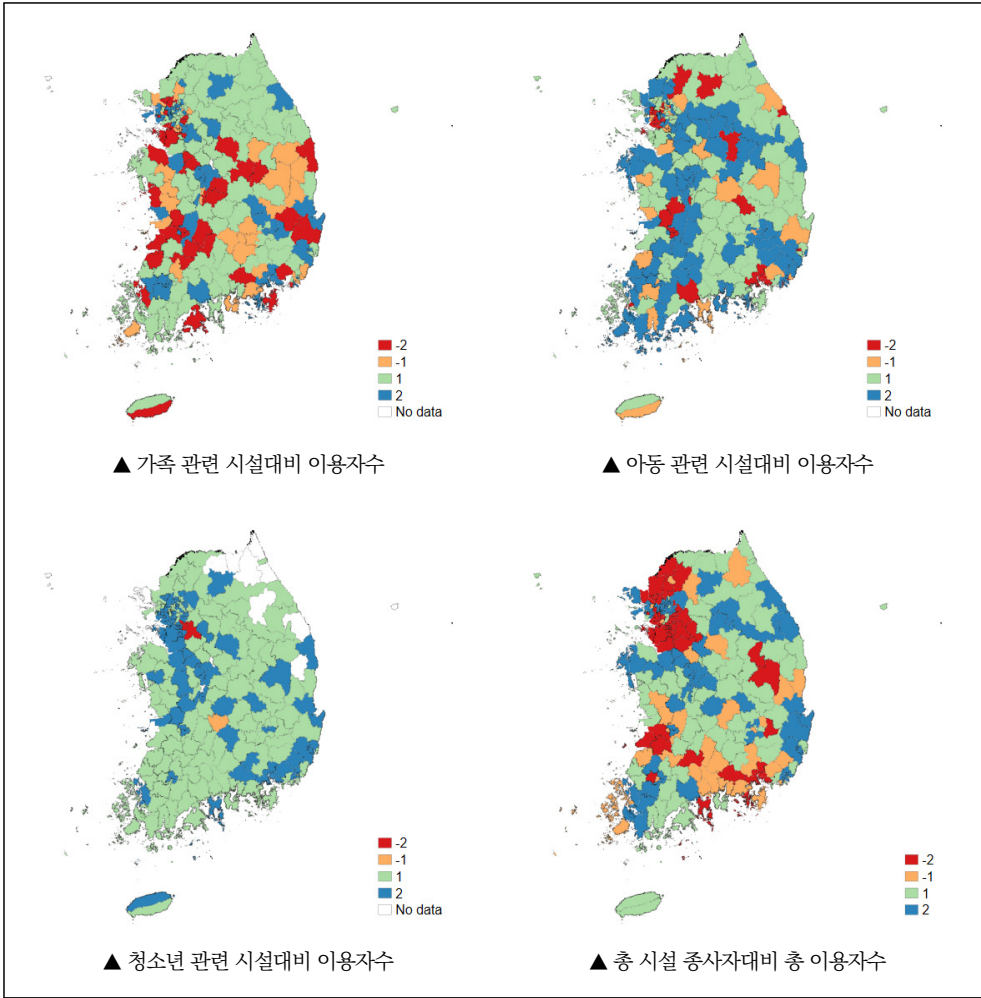 -2
-1
1
2
No data
▲ 가족 관련 시설대비 이용자수
-2
-1
1
2
No data
▲ 아동 관련 시설대비 이용자수
-2
-1
1
2
No data
▲ 청소년 관련 시설대비 이용자수
-2
-1
1
2
▲ 총 시설 종사자대비 총 이용자수